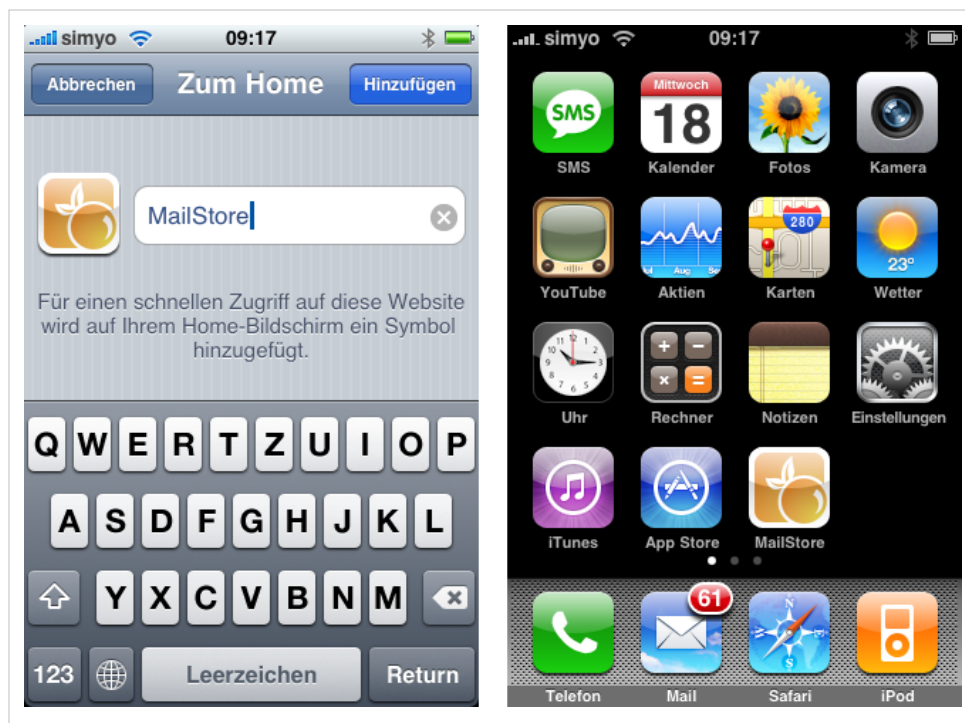 simyo 09:17
Abbrechen Zum Home Hinzufügen
MailStore
Für einen schnellen Zugriff auf diese Website
wird auf Ihrem Home-Bildschirm ein Symbol
hinzugefügt.
Q W E R T Z U I O P
A S D F G H J K L
Y X C V B N M
123 Leerzeichen Return
simyo 09:17
SMS Mittwoch 18
SMS Kalender Fotos Kamera
280 23°
YouTube Aktien Karten Wetter
Uhr Rechner Notizen Einstellungen
iTunes App Store MailStore
61
Telefon Mail Safari iPod